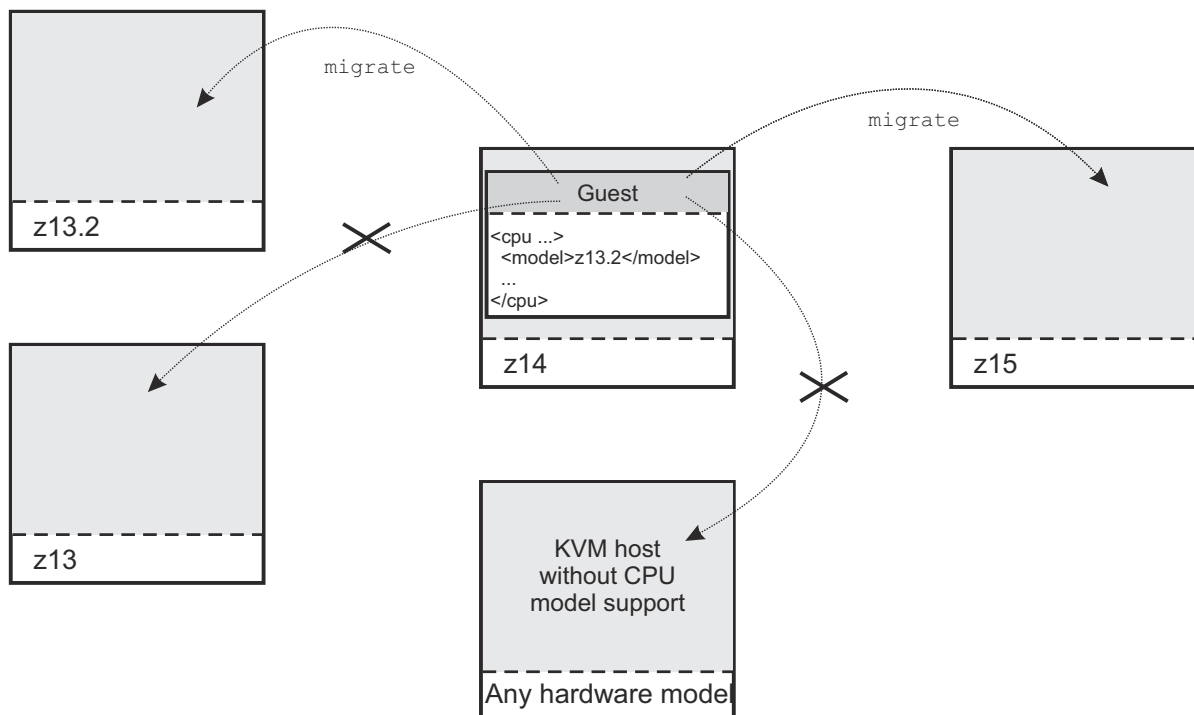 migrate
migrate
z13.2
Guest
<cpu ...>
<model>z13.2</model>
...
</cpu>
z14
z15
z13
KVM host
without CPU
model support
Any hardware model